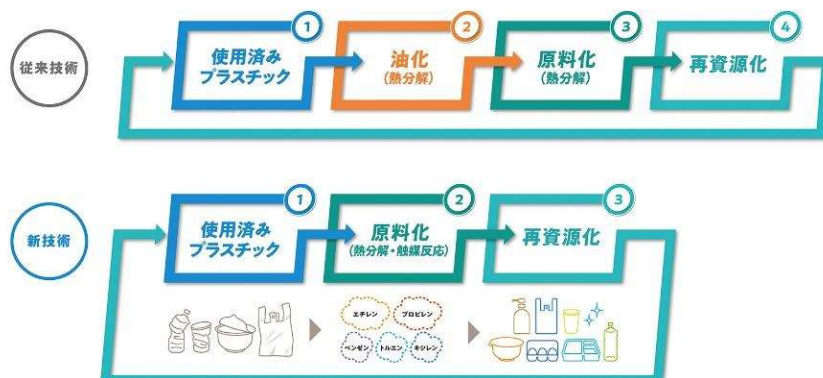 従来技術
1
使用済み
プラスチック
2
油化
(熱分解)
3
原料化
(熱分解)
4
再資源化
新技術
1
使用済み
プラスチック
2
原料化
(熱分解・触媒反応)
3
再資源化
エチレン
プロピレン
ベンゼン
トルエン
キシレン